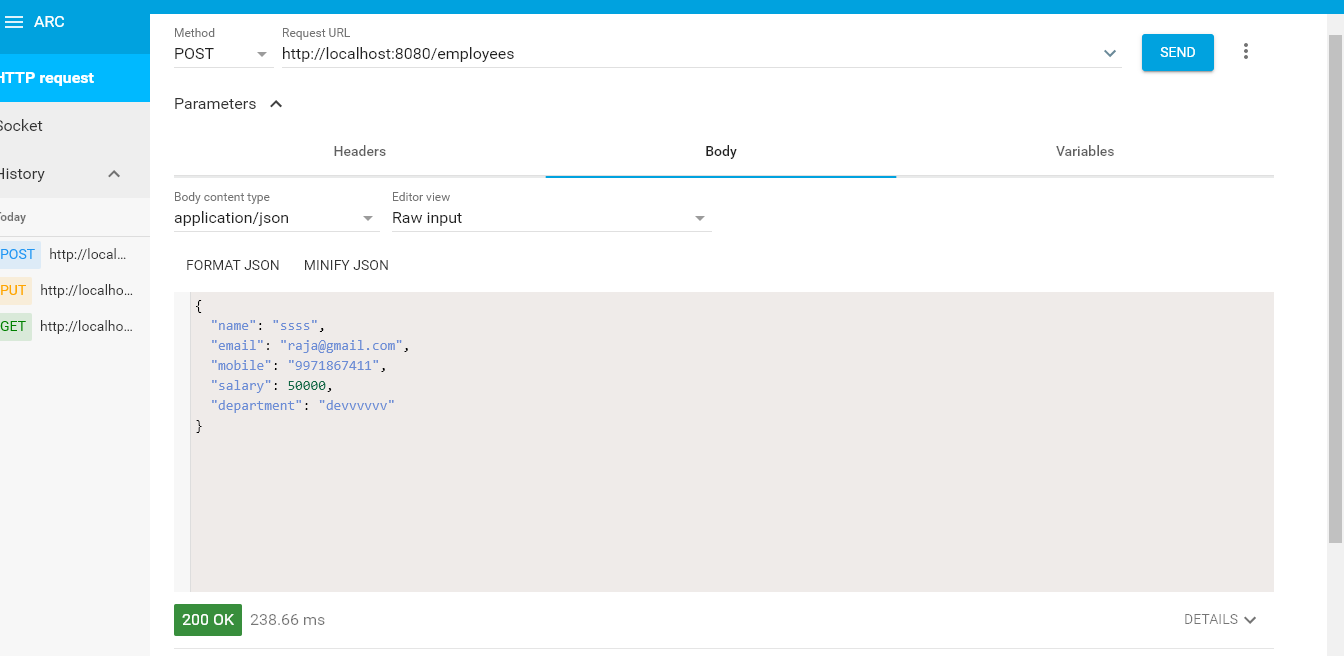 ARC
HTTP request
Socket
History
Today
POST http://local...
PUT http://localho...
GET http://localho...
Method
POST
Request URL
http://localhost:8080/employees
SEND
Parameters
Headers Body Variables
Body content type
application/json
Editor view
Raw input
FORMAT JSON MINIFY JSON
{
  "name": "ssss",
  "email": "raja@gmail.com",
  "mobile": "9971867411",
  "salary": 50000,
  "department": "devvvvvv"
}
200 OK 238.66 ms DETAILS